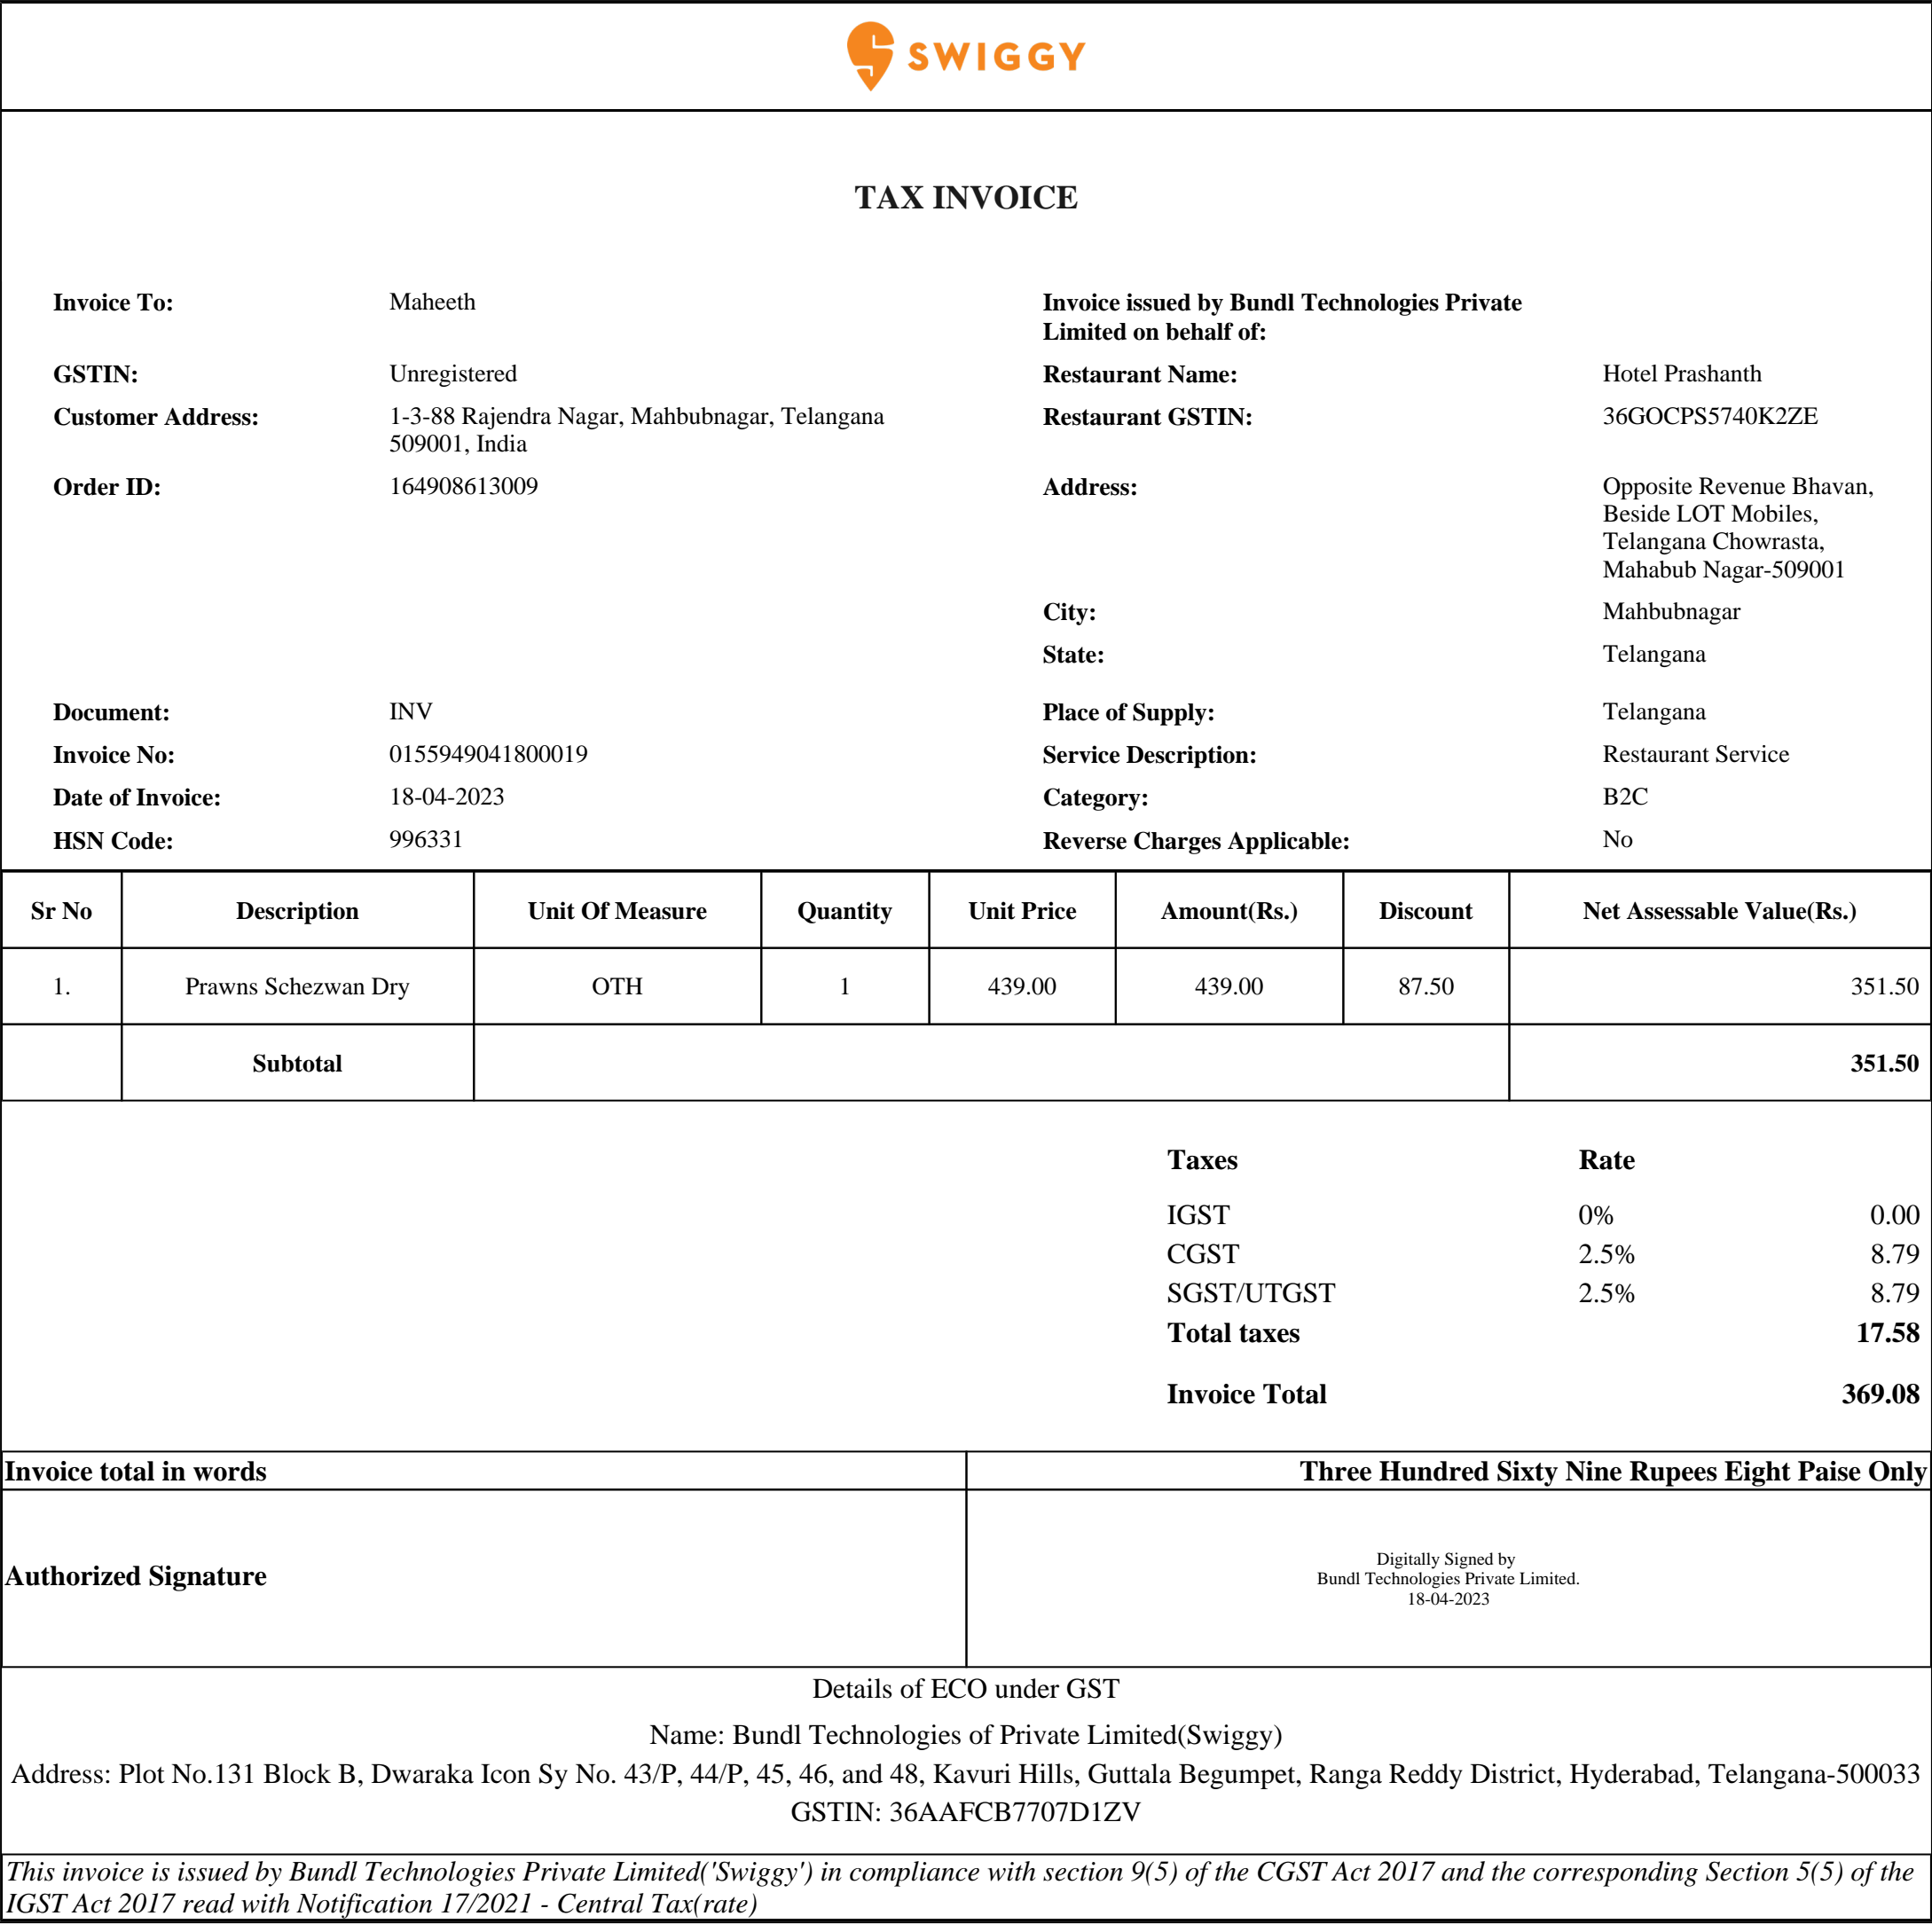 SWIGGY
TAX INVOICE
Invoice To: Maheeth Invoice issued by Bundl Technologies Private
Limited on behalf of:
GSTIN: Unregistered Restaurant Name: Hotel Prashanth
Customer Address: 1-3-88 Rajendra Nagar, Mahbubnagar, Telangana Restaurant GSTIN: 36GOCPS5740K2ZE
509001, India
Order ID: 164908613009 Address: Opposite Revenue Bhavan,
Beside LOT Mobiles,
Telangana Chowrasta,
Mahabub Nagar-509001
City: Mahbubnagar
State: Telangana
Document: INV Place of Supply: Telangana
Invoice No: 0155949041800019 Service Description: Restaurant Service
Date of Invoice: 18-04-2023 Category: B2C
HSN Code: 996331 Reverse Charges Applicable: No
Sr No Description Unit Of Measure Quantity Unit Price Amount(Rs.) Discount Net Assessable Value(Rs.)
1. Prawns Schezwan Dry OTH 1 439.00 439.00 87.50 351.50
Subtotal 351.50
Taxes Rate
IGST 0% 0.00
CGST 2.5% 8.79
SGST/UTGST 2.5% 8.79
Total taxes 17.58
Invoice Total 369.08
Invoice total in words Three Hundred Sixty Nine Rupees Eight Paise Only
Digitally Signed by
Authorized Signature Bundl Technologies Private Limited.
18-04-2023
Details of ECO under GST
Name: Bundl Technologies of Private Limited(Swiggy)
Address: Plot No.131 Block B, Dwaraka Icon Sy No. 43/P, 44/P, 45, 46, and 48, Kavuri Hills, Guttala Begumpet, Ranga Reddy District, Hyderabad, Telangana-500033
GSTIN: 36AAFCB7707D1ZV
This invoice is issued by Bundl Technologies Private Limited('Swiggy') in compliance with section 9(5) of the CGST Act 2017 and the corresponding Section 5(5) of the
IGST Act 2017 read with Notification 17/2021 - Central Tax(rate)